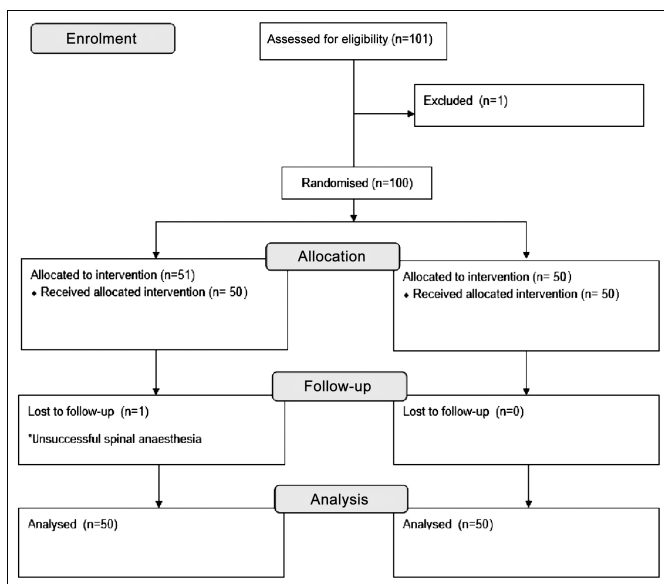 Enrolment
Assessed for eligibility (n=101)
Excluded (n=1)
Randomised (n=100)
Allocation
Allocated to intervention (n=51)
♦ Received allocated intervention (n= 50)
Allocated to intervention (n= 50)
♦ Received allocated intervention (n= 50)
Follow-up
Lost to follow-up (n=1)
*Unsuccessful spinal anaesthesia
Lost to follow-up (n=0)
Analysis
Analysed (n=50)
Analysed (n=50)